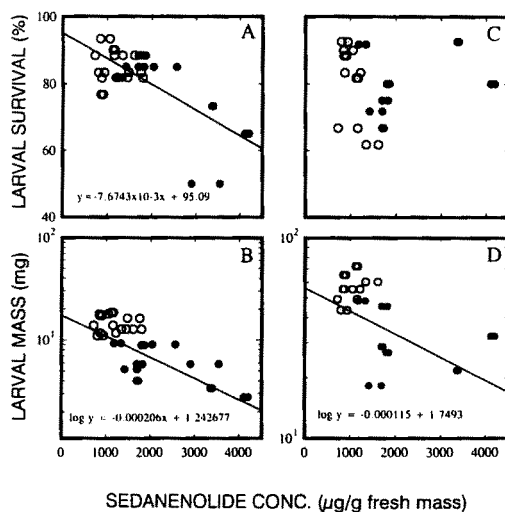 LARVAL SURVIVAL (%)
100
80
60
40
A
y = -7.6743x10-3x + 95.09
C
LARVAL MASS (mg)
10²
10¹
B
log y = -0.000206x + 1.242677
0 1000 2000 3000 4000
10²
10¹
D
log y = -0.000115 + 1.7493
0 1000 2000 3000 4000
SEDANENOLIDE CONC. (µg/g fresh mass)